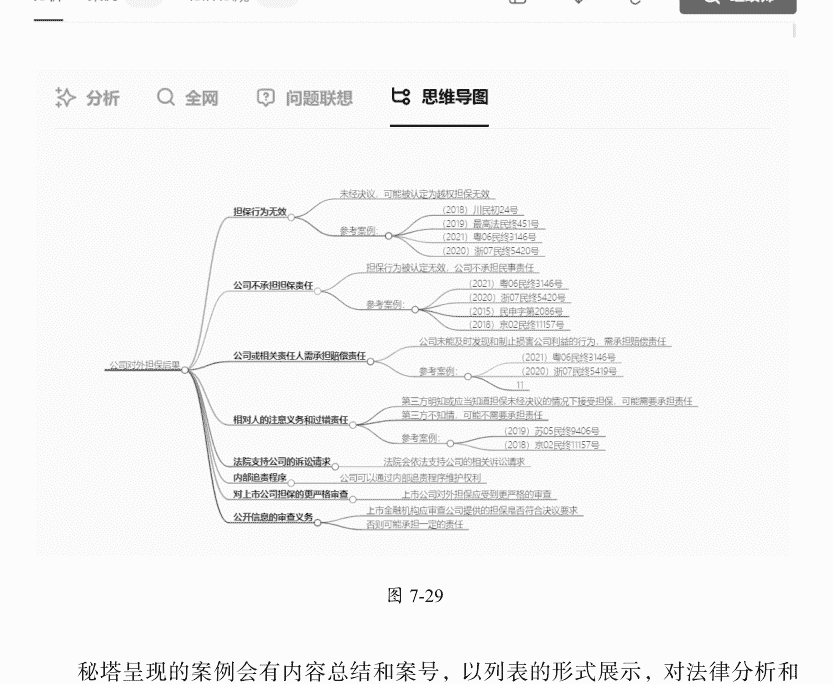 分析 全网 问题联想 思维导图
未经决议，可能被认定为越权担保无效
担保行为无效
（2018）川民初24号
（2019）最高法民终451号
参考案例：
（2021）粤06民终3146号
（2020）浙07民终5420号
担保行为被认定无效，公司不承担民事责任
公司不承担担保责任
（2021）粤06民终3146号
（2020）浙07民终5420号
参考案例：
（2015）民申字第2086号
（2018）京02民终11157号
公司未能及时发现和制止损害公司利益的行为，需承担赔偿责任
公司或相关责任人需承担赔偿责任
（2021）粤06民终3146号
公司对外担保后果
参考案例：
（2020）浙07民终5419号
11
第三方明知或应当知道担保未经决议的情况下接受担保，可能需要承担责任
相对人的注意义务和过错责任
第三方不知情，可能不需要承担责任
（2019）苏05民终9406号
参考案例：
（2018）京02民终11157号
法院支持公司的诉讼请求 法院会依法支持公司的相关诉讼请求
内部追责程序 公司可以通过内部追责程序维护权利
对上市公司担保的更严格审查 上市公司对外担保应受到更严格的审查
上市金融机构应审查公司提供的担保是否符合决议要求
公开信息的审查义务
否则可能承担一定的责任
图 7-29
秘塔呈现的案例会有内容总结和案号，以列表的形式展示，对法律分析和